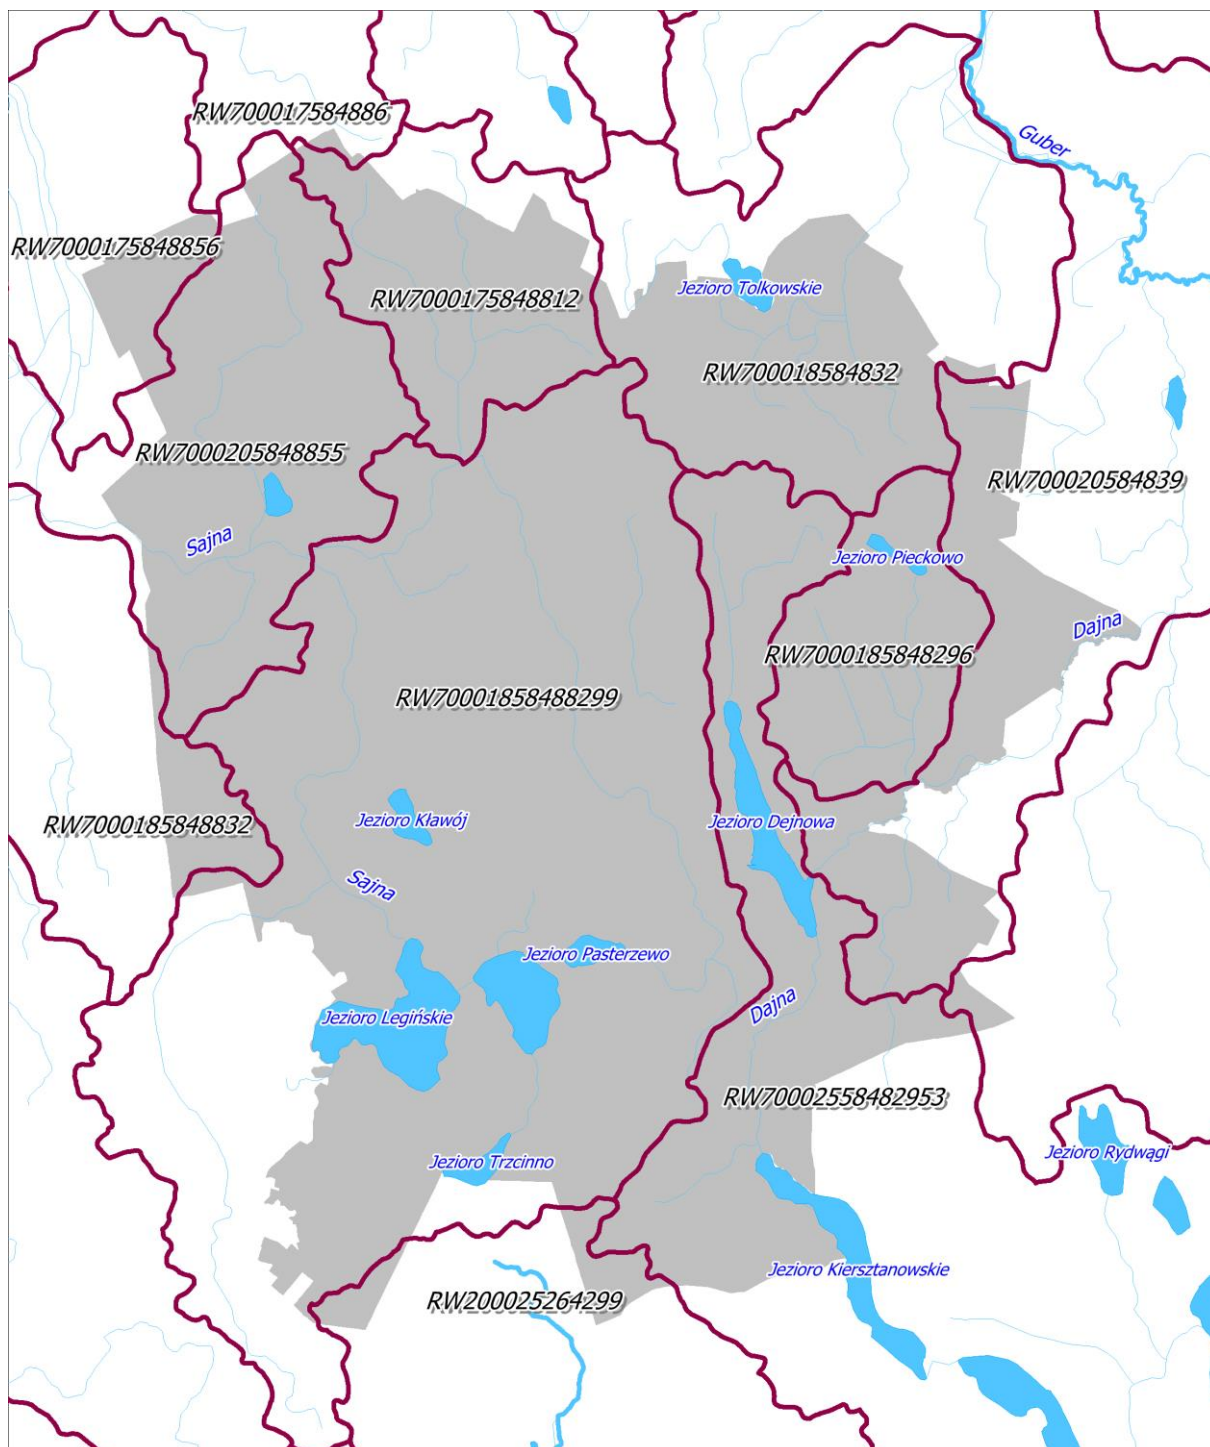 RW700017584886
Guber
RW7000175848856
Jezioro Tolkowskie
RW7000175848812
RW700018584832
RW7000205848855
RW700020584839
Sajna
Jezioro Pieckowo
Dajna
RW7000185848296
RW70001858488299
Jezioro Kławój
Jezioro Dejnowa
RW7000185848832
Sajna
Jezioro Pasterzewo
Dajna
Jezioro Legińskie
RW70002558482953
Jezioro Rydwągi
Jezioro Trzcinno
Jezioro Kiersztanowskie
RW200025264299